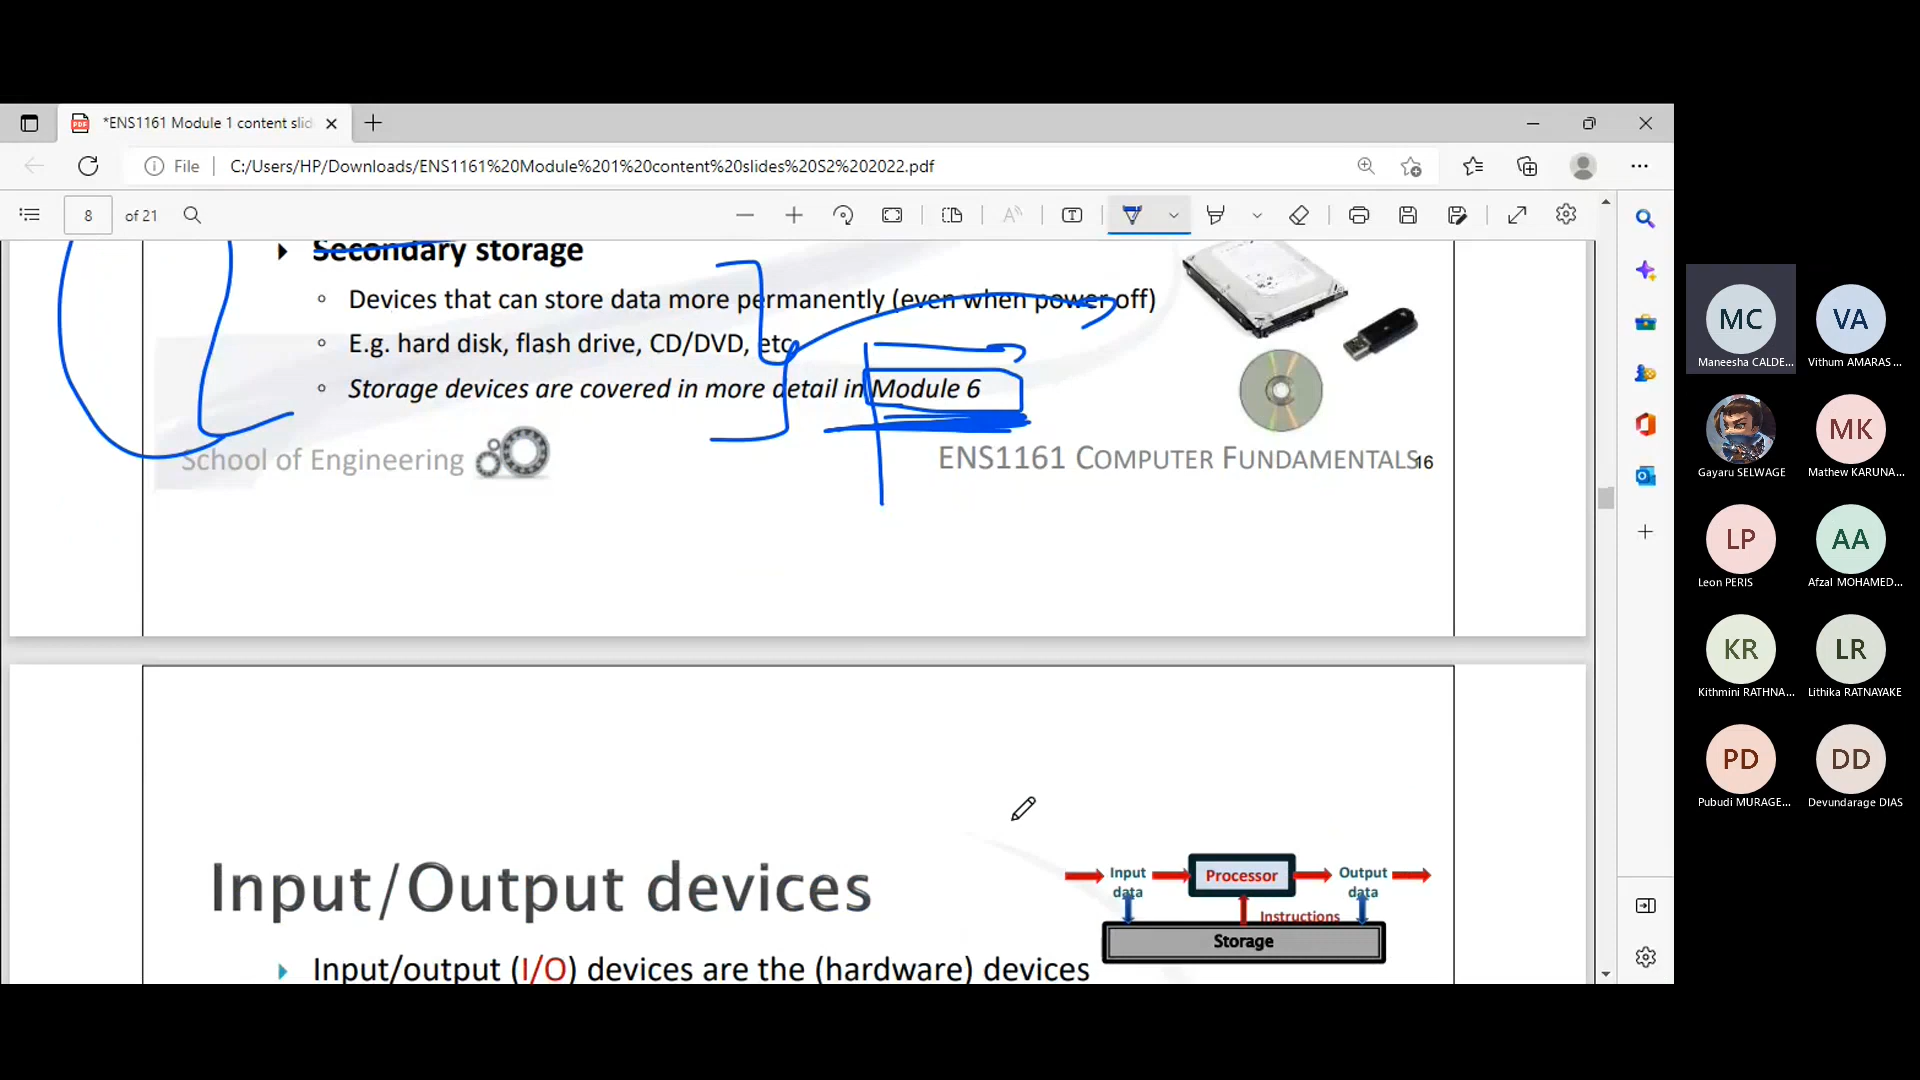 *ENS1161 Module 1 content slid
File
C:/Users/HP/Downloads/ENS1161%20Module%201%20content%20slides%20S2%202022.pdf
8 of 21
Secondary storage
Devices that can store data more permanently (even when power off)
E.g. hard disk, flash drive, CD/DVD, etc
Storage devices are covered in more detail in Module 6
School of Engineering
ENS1161 COMPUTER FUNDAMENTALS
16
Input/Output devices
Input data
Processor
Output data
Instructions
Storage
Input/output (I/O) devices are the (hardware) devices
MC
Maneesha CALDE...
VA
Vithum AMARAS ...
Gayaru SELWAGE
MK
Mathew KARUNA...
LP
Leon PERIS
AA
Afzal MOHAMED...
KR
Kithmini RATHNA...
LR
Lithika RATNAYAKE
PD
Pubudi MURAGE...
DD
Devundarage DIAS